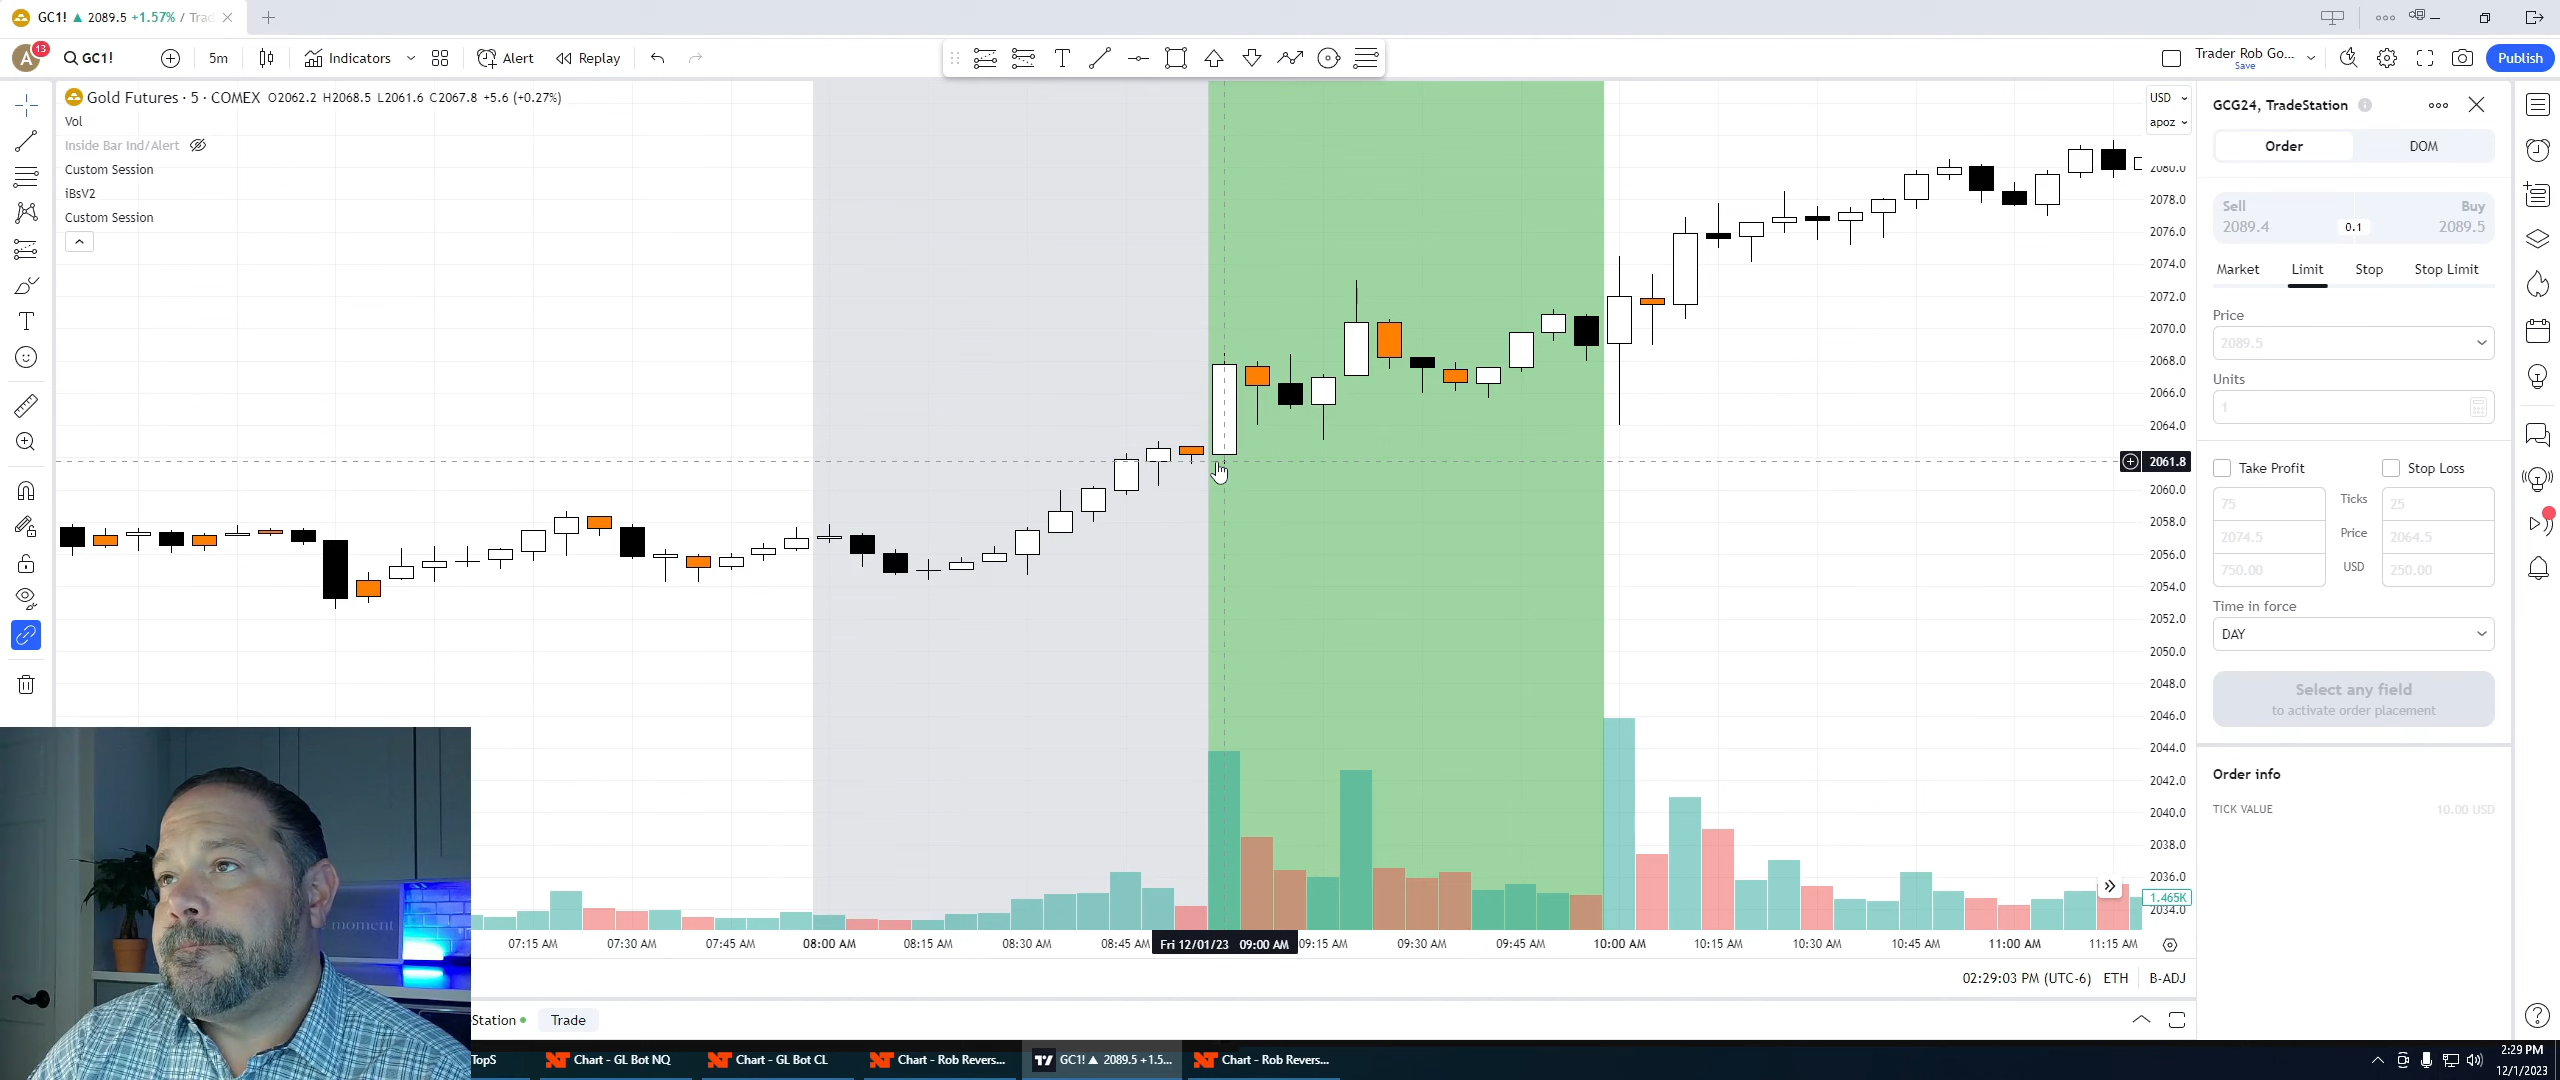 GC1! ▲ 2089.5 +1.57% / Trad
A 13 GC1! 5m Indicators Alert Replay Trader Rob Go... Save Publish
Gold Futures · 5 · COMEX O2062.2 H2068.5 L2061.6 C2067.8 +5.6 (+0.27%)
Vol
Inside Bar Ind/Alert
Custom Session
iBsV2
Custom Session
USD
apoz
2080.0
2078.0
2076.0
2074.0
2072.0
2070.0
2068.0
2066.0
2064.0
2061.8
2060.0
2058.0
2056.0
2054.0
2052.0
2050.0
2048.0
2046.0
2044.0
2042.0
2040.0
2038.0
2036.0
1.465K
2034.0
07:15 AM 07:30 AM 07:45 AM 08:00 AM 08:15 AM 08:30 AM 08:45 AM Fri 12/01/23 09:00 AM 09:15 AM 09:30 AM 09:45 AM 10:00 AM 10:15 AM 10:30 AM 10:45 AM 11:00 AM 11:15 AM
02:29:03 PM (UTC-6) ETH B-ADJ
GCG24, TradeStation
Order DOM
Sell Buy
2089.4 0.1 2089.5
Market Limit Stop Stop Limit
Price
2089.5
Units
1
Take Profit Stop Loss
75 Ticks 25
2074.5 Price 2064.5
750.00 USD 250.00
Time in force
DAY
Select any field
to activate order placement
Order info
TICK VALUE 10.00 USD
moment
Station Trade
TopS Chart - GL Bot NQ Chart - GL Bot CL Chart - Rob Revers... GC1! ▲ 2089.5 +1.5... Chart - Rob Revers...
2:29 PM
12/1/2023